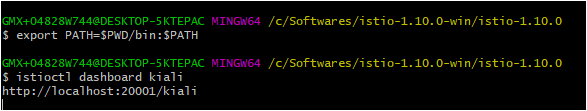 GMX+04828W744@DESKTOP-5KTEPAC MINGW64 /c/Softwares/istio-1.10.0-win/istio-1.10.0
$ export PATH=$PWD/bin:$PATH
GMX+04828W744@DESKTOP-5KTEPAC MINGW64 /c/Softwares/istio-1.10.0-win/istio-1.10.0
$ istioctl dashboard kiali
http://localhost:20001/kiali